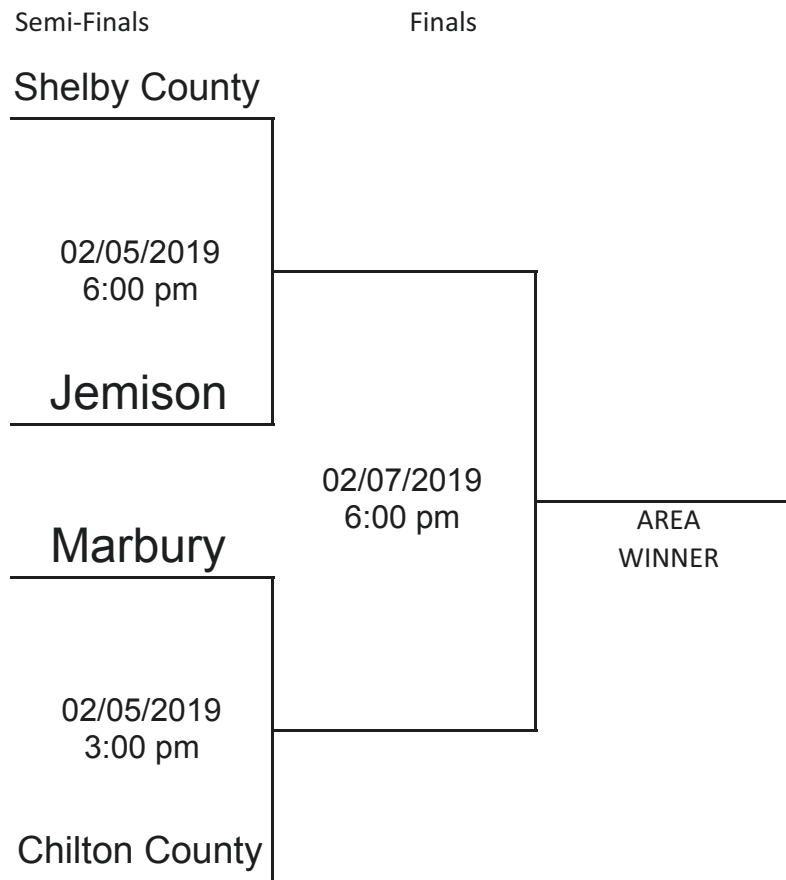 Semi-Finals
Finals
Shelby County
02/05/2019
6:00 pm
Jemison
02/07/2019
6:00 pm
AREA
WINNER
Marbury
02/05/2019
3:00 pm
Chilton County